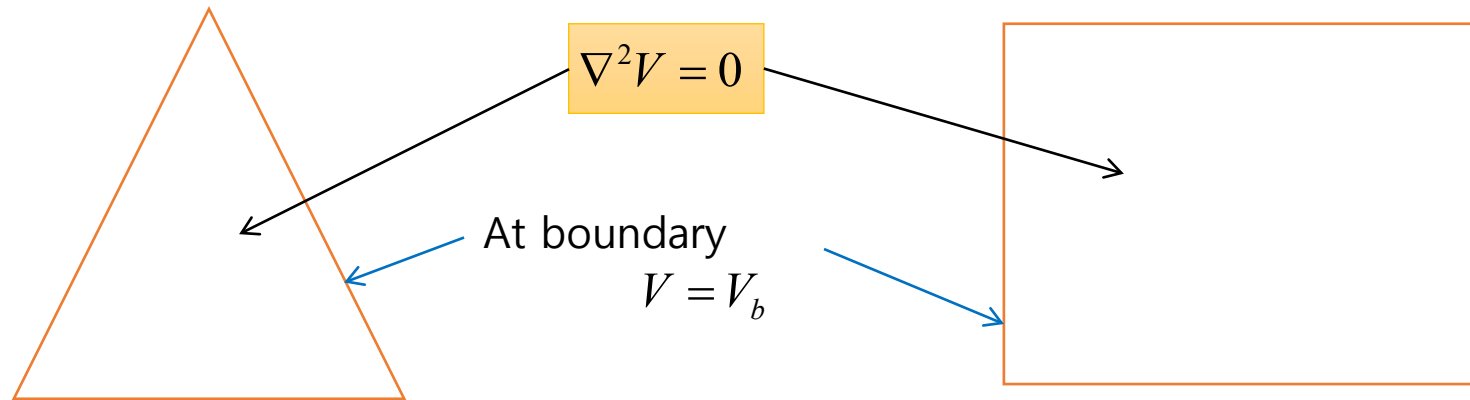 ∇²V = 0
At boundary
V = V_b